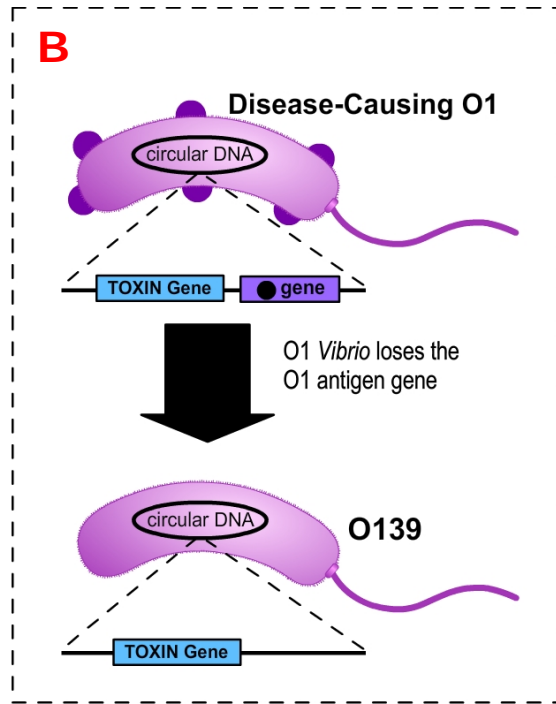 B
Disease-Causing O1
circular DNA
TOXIN Gene
gene
O1 Vibrio loses the
O1 antigen gene
circular DNA
O139
TOXIN Gene